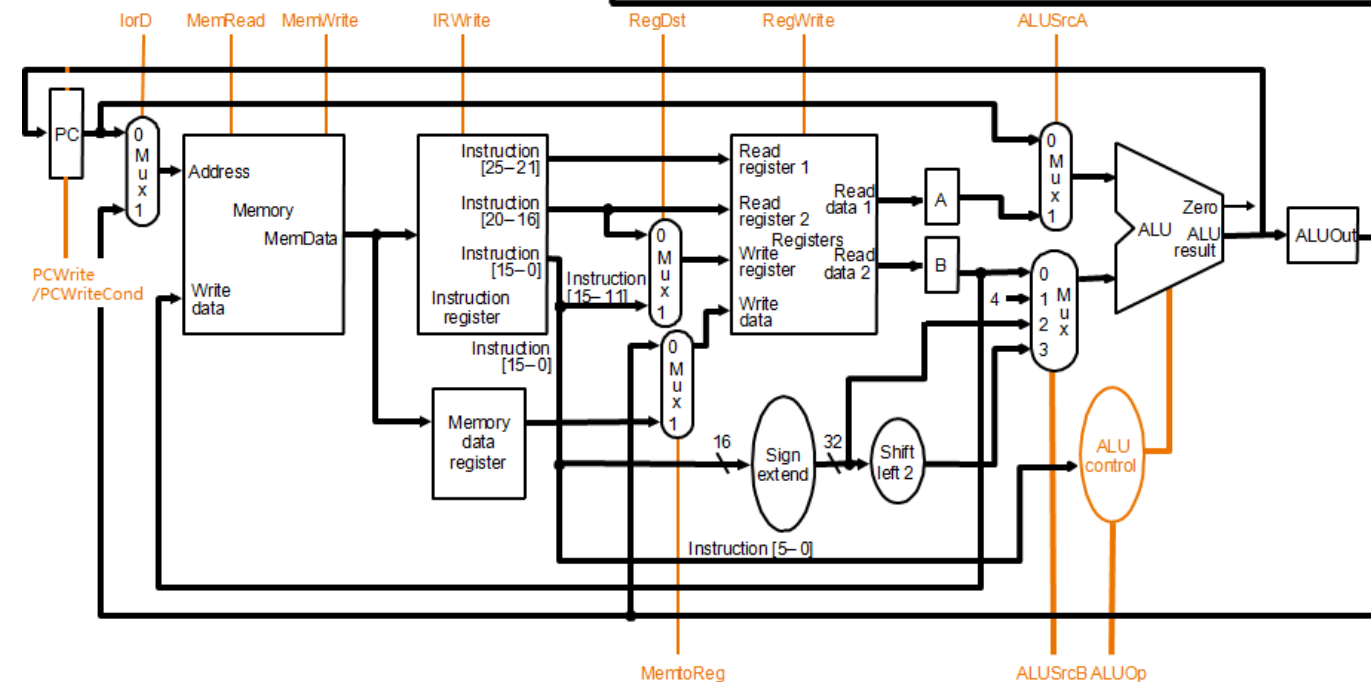 IorD MemRead MemWrite IRWrite RegDst RegWrite ALUSrcA
PC
PCWrite
/PCWriteCond
0
M
u
x
1
Address
Memory
MemData
Write
data
Instruction
[25–21]
Instruction
[20–16]
Instruction
[15–0]
Instruction
register
Instruction
[15–11]
Instruction
[15–0]
Memory
data
register
0
M
u
x
1
0
M
u
x
1
Read
register 1
Read
register 2
Registers
Write
register
Write
data
Read
data 1
Read
data 2
A
B
16
Sign
extend
32
Shift
left 2
Instruction [5–0]
0
M
u
x
1
4
0
1
2
3
M
u
x
Zero
ALU
ALU
result
ALUOut
ALU
control
MemtoReg ALUSrcB ALUOp